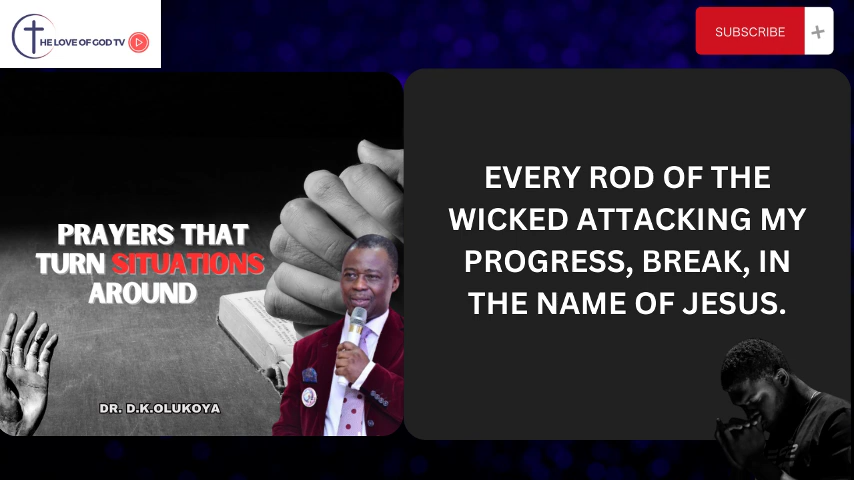 THE LOVE OF GOD TV
SUBSCRIBE
PRAYERS THAT
TURN SITUATIONS
AROUND
DR. D.K.OLUKOYA
EVERY ROD OF THE
WICKED ATTACKING MY
PROGRESS, BREAK, IN
THE NAME OF JESUS.